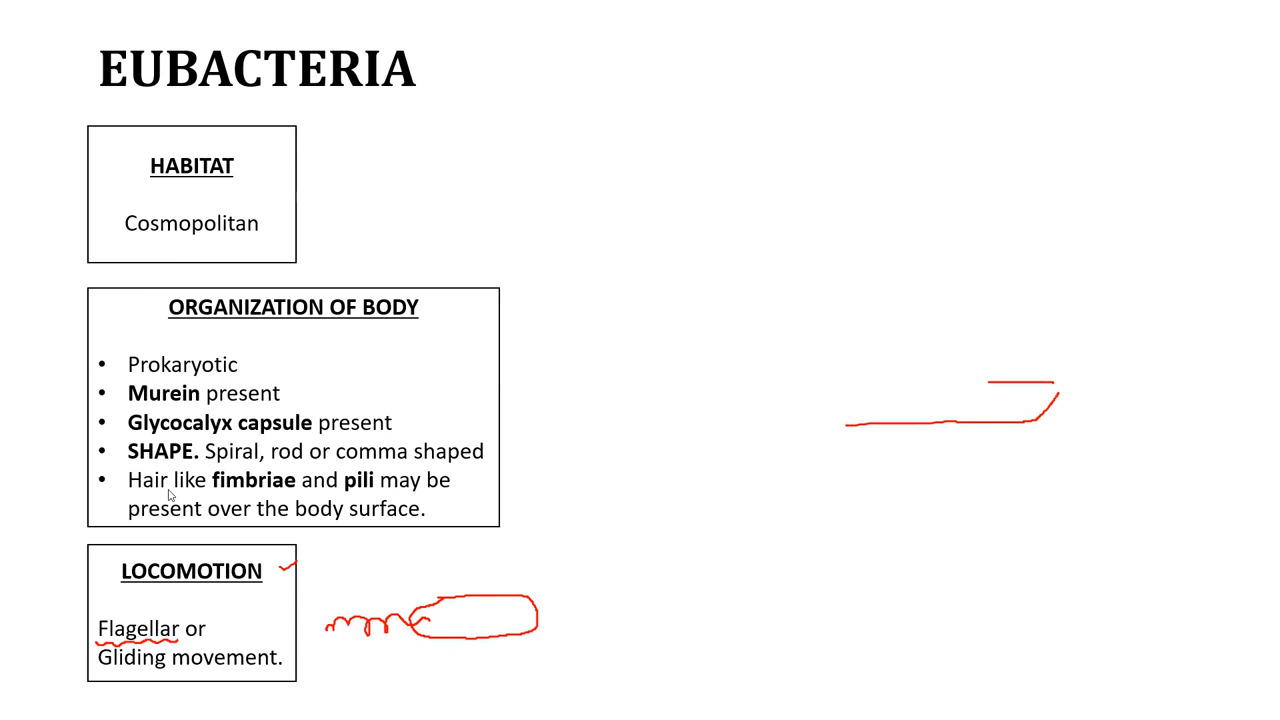 EUBACTERIA
HABITAT
Cosmopolitan
ORGANIZATION OF BODY
• Prokaryotic
• Murein present
• Glycocalyx capsule present
• SHAPE. Spiral, rod or comma shaped
• Hair like fimbriae and pili may be
present over the body surface.
LOCOMOTION
Flagellar or
Gliding movement.